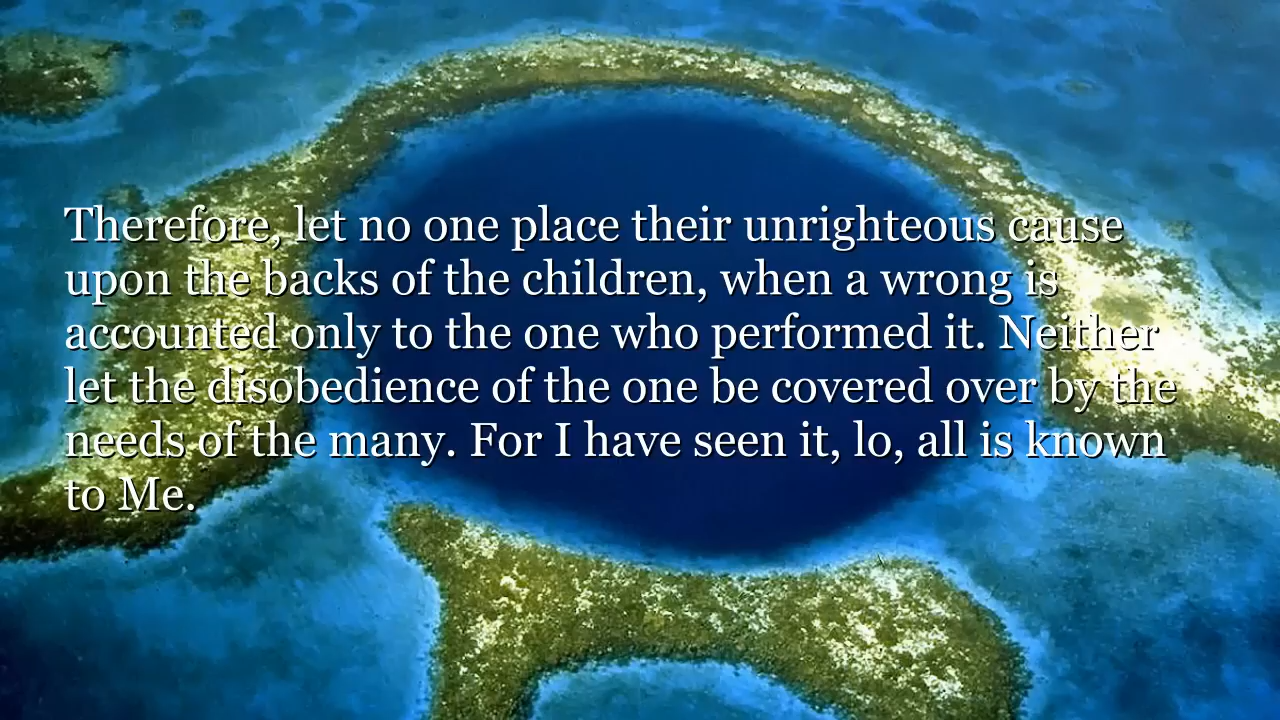 Therefore, let no one place their unrighteous cause
upon the backs of the children, when a wrong is
accounted only to the one who performed it. Neither
let the disobedience of the one be covered over by the
needs of the many. For I have seen it, lo, all is known
to Me.